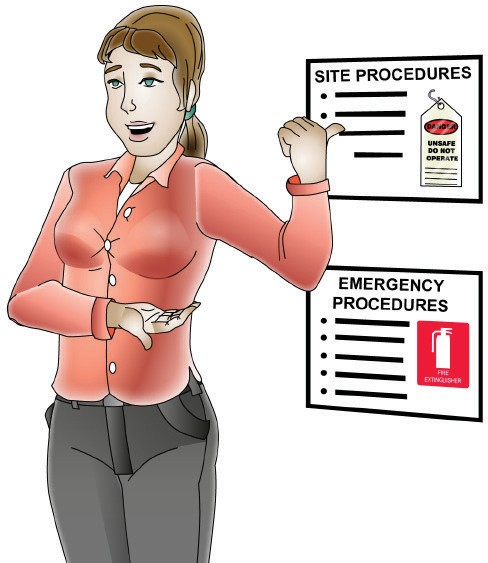 SITE PROCEDURES
DANGER
UNSAFE
DO NOT
OPERATE
EMERGENCY
PROCEDURES
FIRE
EXTINGUISHER